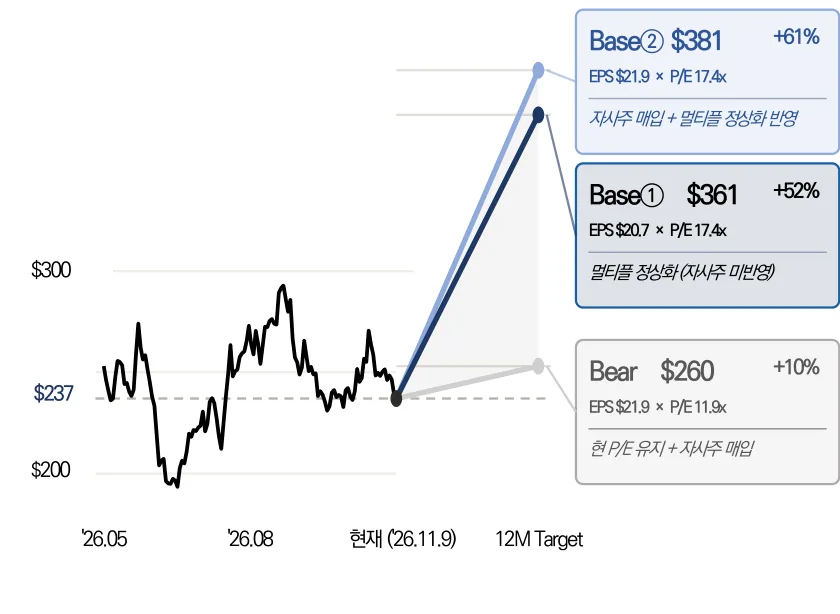 Base② $381 +61%
EPS $21.9 × P/E 17.4x
자사주 매입 + 멀티플 정상화 반영
Base① $361 +52%
EPS $20.7 × P/E 17.4x
멀티플 정상화 (자사주 미반영)
$300
Bear $260 +10%
EPS $21.9 × P/E 11.9x
현 P/E 유지 + 자사주 매입
$237
$200
'26.05 '26.08 현재 ('26.11.9) 12M Target